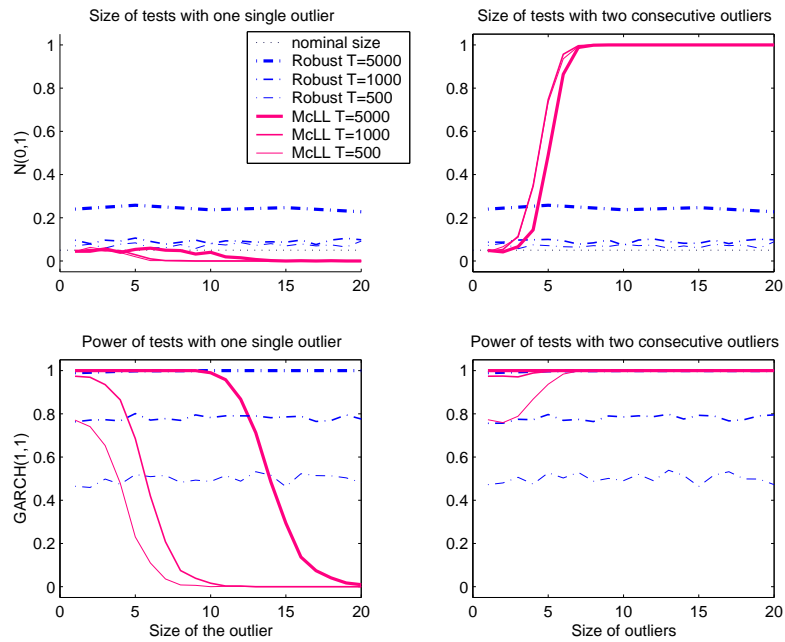 Size of tests with one single outlier
Size of tests with two consecutive outliers
nominal size
Robust T=5000
Robust T=1000
Robust T=500
McLL T=5000
McLL T=1000
McLL T=500
N(0,1)
1
0.8
0.6
0.4
0.2
0
0 5 10 15 20
1
0.8
0.6
0.4
0.2
0
0 5 10 15 20
Power of tests with one single outlier
Power of tests with two consecutive outliers
GARCH(1,1)
1
0.8
0.6
0.4
0.2
0
0 5 10 15 20
Size of the outlier
1
0.8
0.6
0.4
0.2
0
0 5 10 15 20
Size of outliers